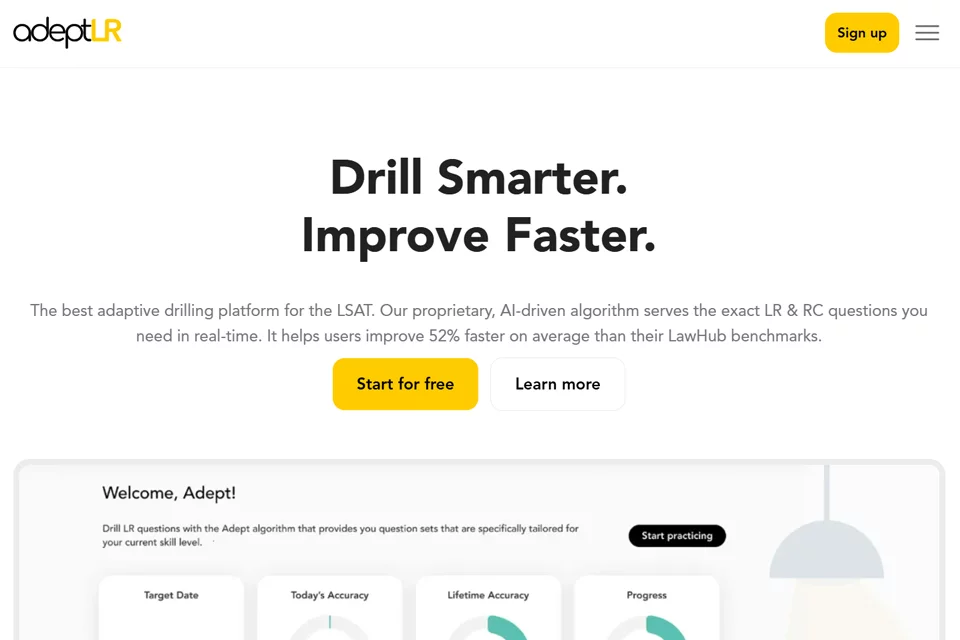 adeptLR
Sign up
Drill Smarter.
Improve Faster.
The best adaptive drilling platform for the LSAT. Our proprietary, AI-driven algorithm serves the exact LR & RC questions you
need in real-time. It helps users improve 52% faster on average than their LawHub benchmarks.
Start for free
Learn more
Welcome, Adept!
Drill LR questions with the Adept algorithm that provides you question sets that are specifically tailored for
your current skill level.
Start practicing
Target Date
Today's Accuracy
Lifetime Accuracy
Progress